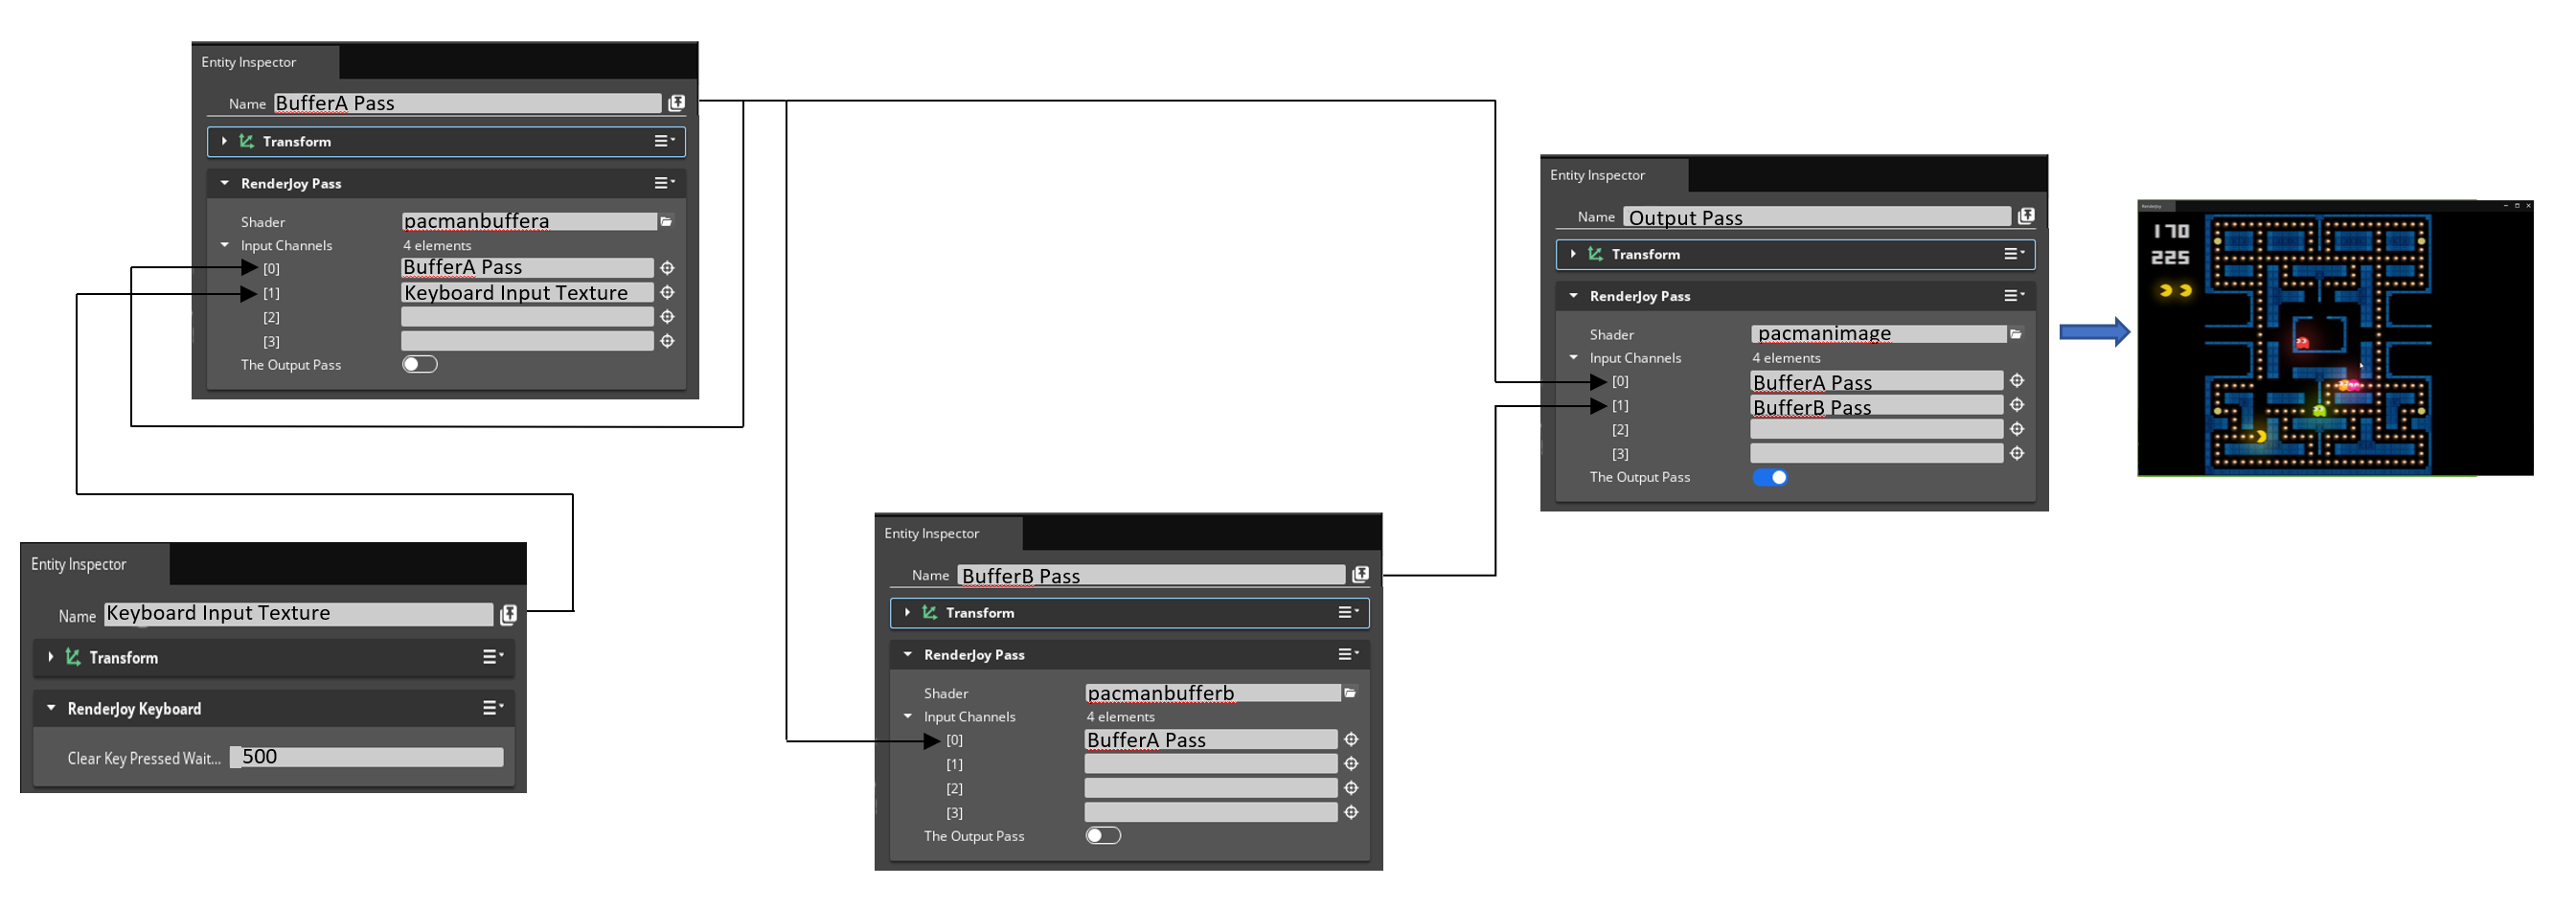 Entity Inspector
Name BufferA Pass
Transform
RenderJoy Pass
Shader pacmanbuffera
Input Channels 4 elements
[0] BufferA Pass
[1] Keyboard Input Texture
[2]
[3]
The Output Pass
Entity Inspector
Name Keyboard Input Texture
Transform
RenderJoy Keyboard
Clear Key Pressed Wait... 500
Entity Inspector
Name BufferB Pass
Transform
RenderJoy Pass
Shader pacmanbufferb
Input Channels 4 elements
[0] BufferA Pass
[1]
[2]
[3]
The Output Pass
Entity Inspector
Name Output Pass
Transform
RenderJoy Pass
Shader pacmanimage
Input Channels 4 elements
[0] BufferA Pass
[1] BufferB Pass
[2]
[3]
The Output Pass
RenderJoy
170
225